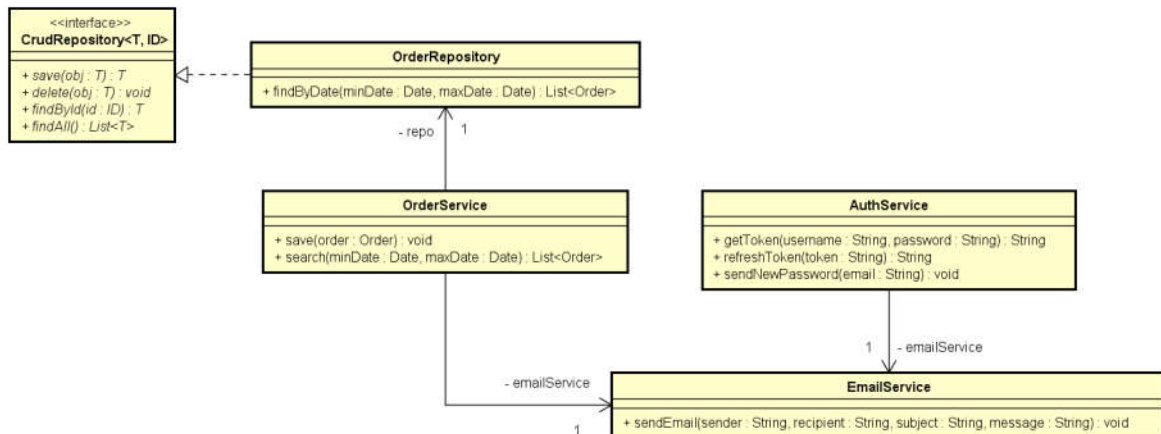 <<interface>>
CrudRepository<T, ID>
+ save(obj : T) : T
+ delete(obj : T) : void
+ findById(id : ID) : T
+ findAll() : List<T>
OrderRepository
+ findByDate(minDate : Date, maxDate : Date) : List<Order>
- repo
1
OrderService
+ save(order : Order) : void
+ search(minDate : Date, maxDate : Date) : List<Order>
AuthService
+ getToken(username : String, password : String) : String
+ refreshToken(token : String) : String
+ sendNewPassword(email : String) : void
1
- emailService
- emailService
1
EmailService
+ sendEmail(sender : String, recipient : String, subject : String, message : String) : void